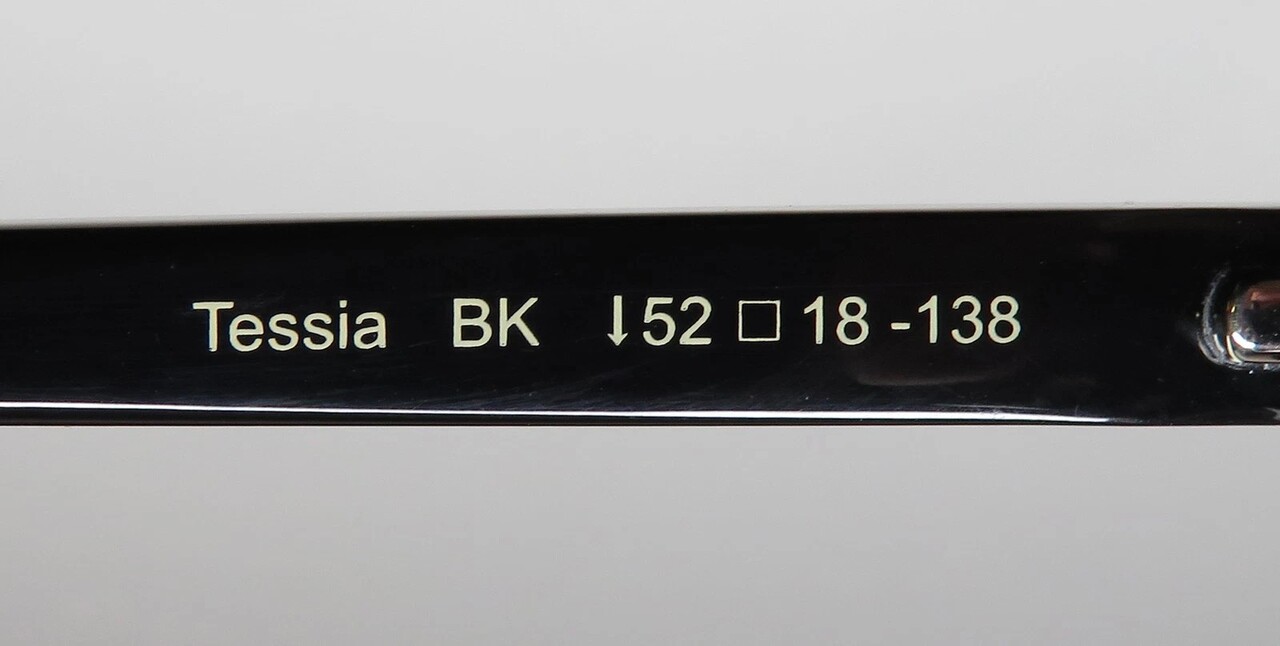 Tessia BK ↓52 □ 18 -138